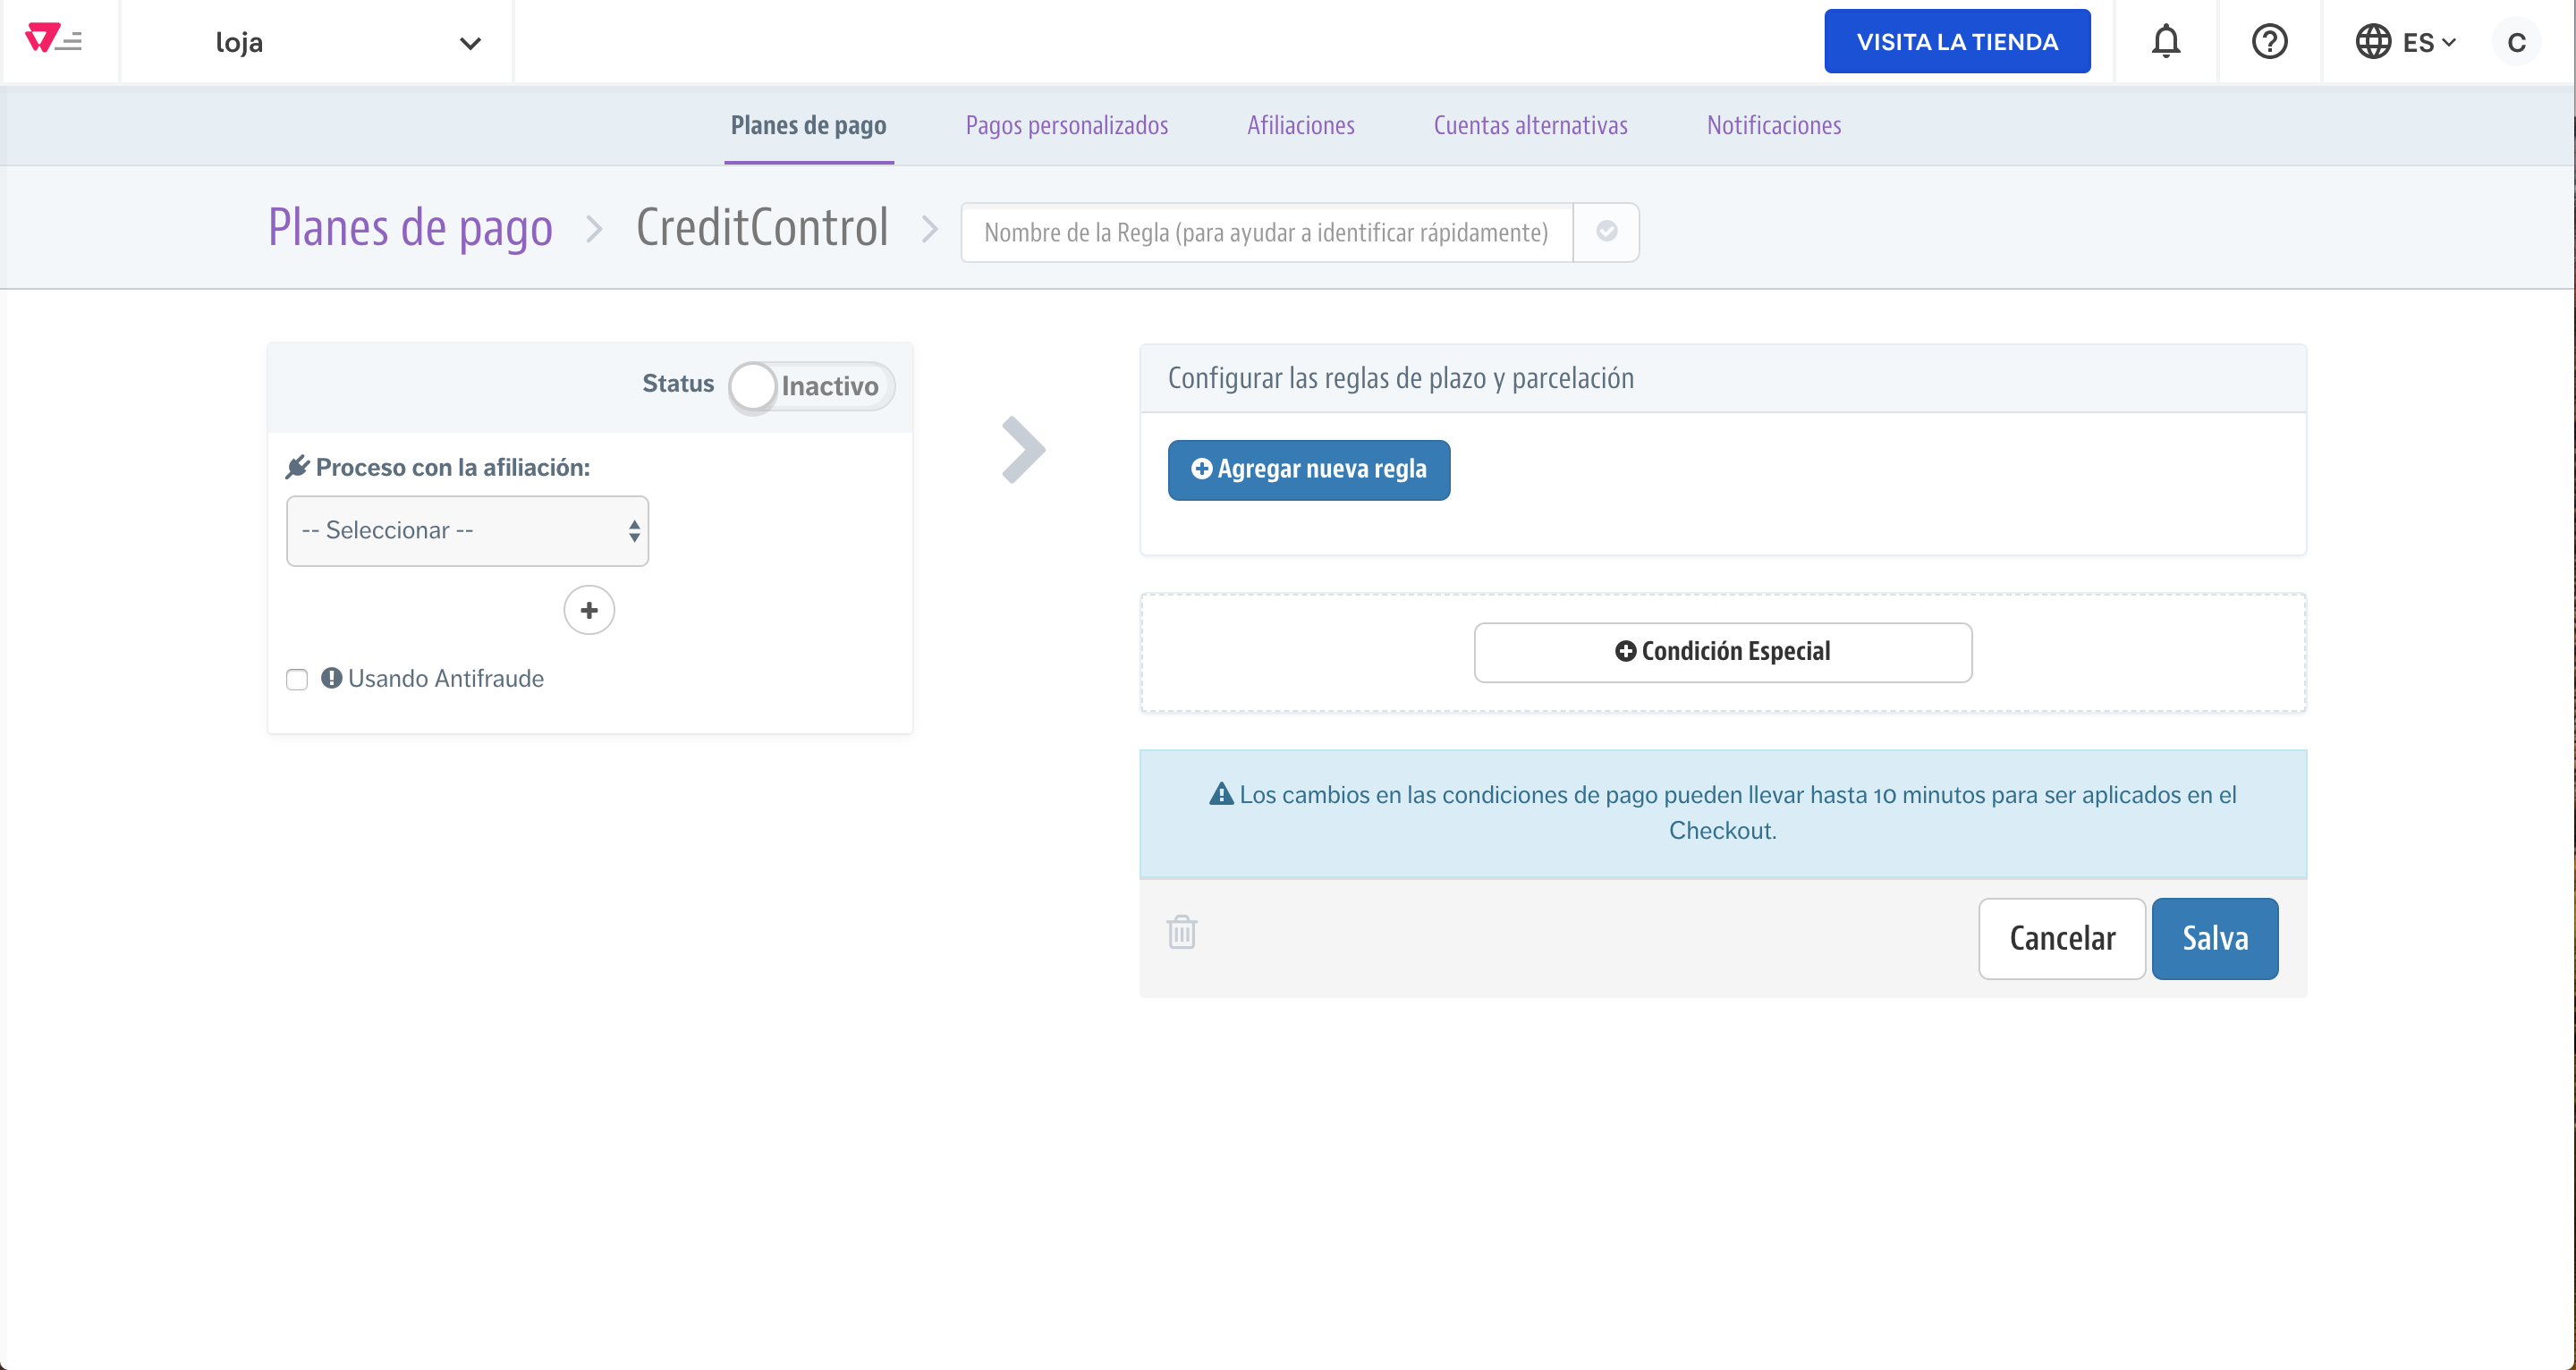 loja
VISITA LA TIENDA
ES
C
Planes de pago
Pagos personalizados
Afiliaciones
Cuentas alternativas
Notificaciones
Planes de pago
CreditControl
Nombre de la Regla (para ayudar a identificar rápidamente)
Status
Inactivo
Proceso con la afiliación:
-- Seleccionar --
Usando Antifraude
Configurar las reglas de plazo y parcelación
Agregar nueva regla
Condición Especial
Los cambios en las condiciones de pago pueden llevar hasta 10 minutos para ser aplicados en el
Checkout.
Cancelar
Salva